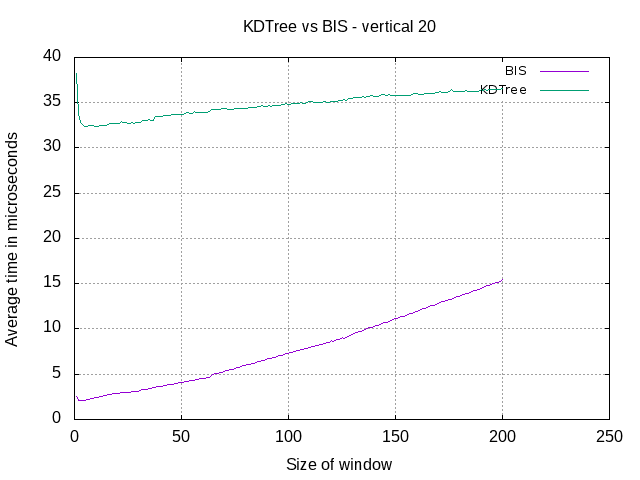 KDTree vs BIS - vertical 20
40
35
30
25
20
15
10
5
0
BIS
KDTree
Average time in microseconds
0 50 100 150 200 250
Size of window